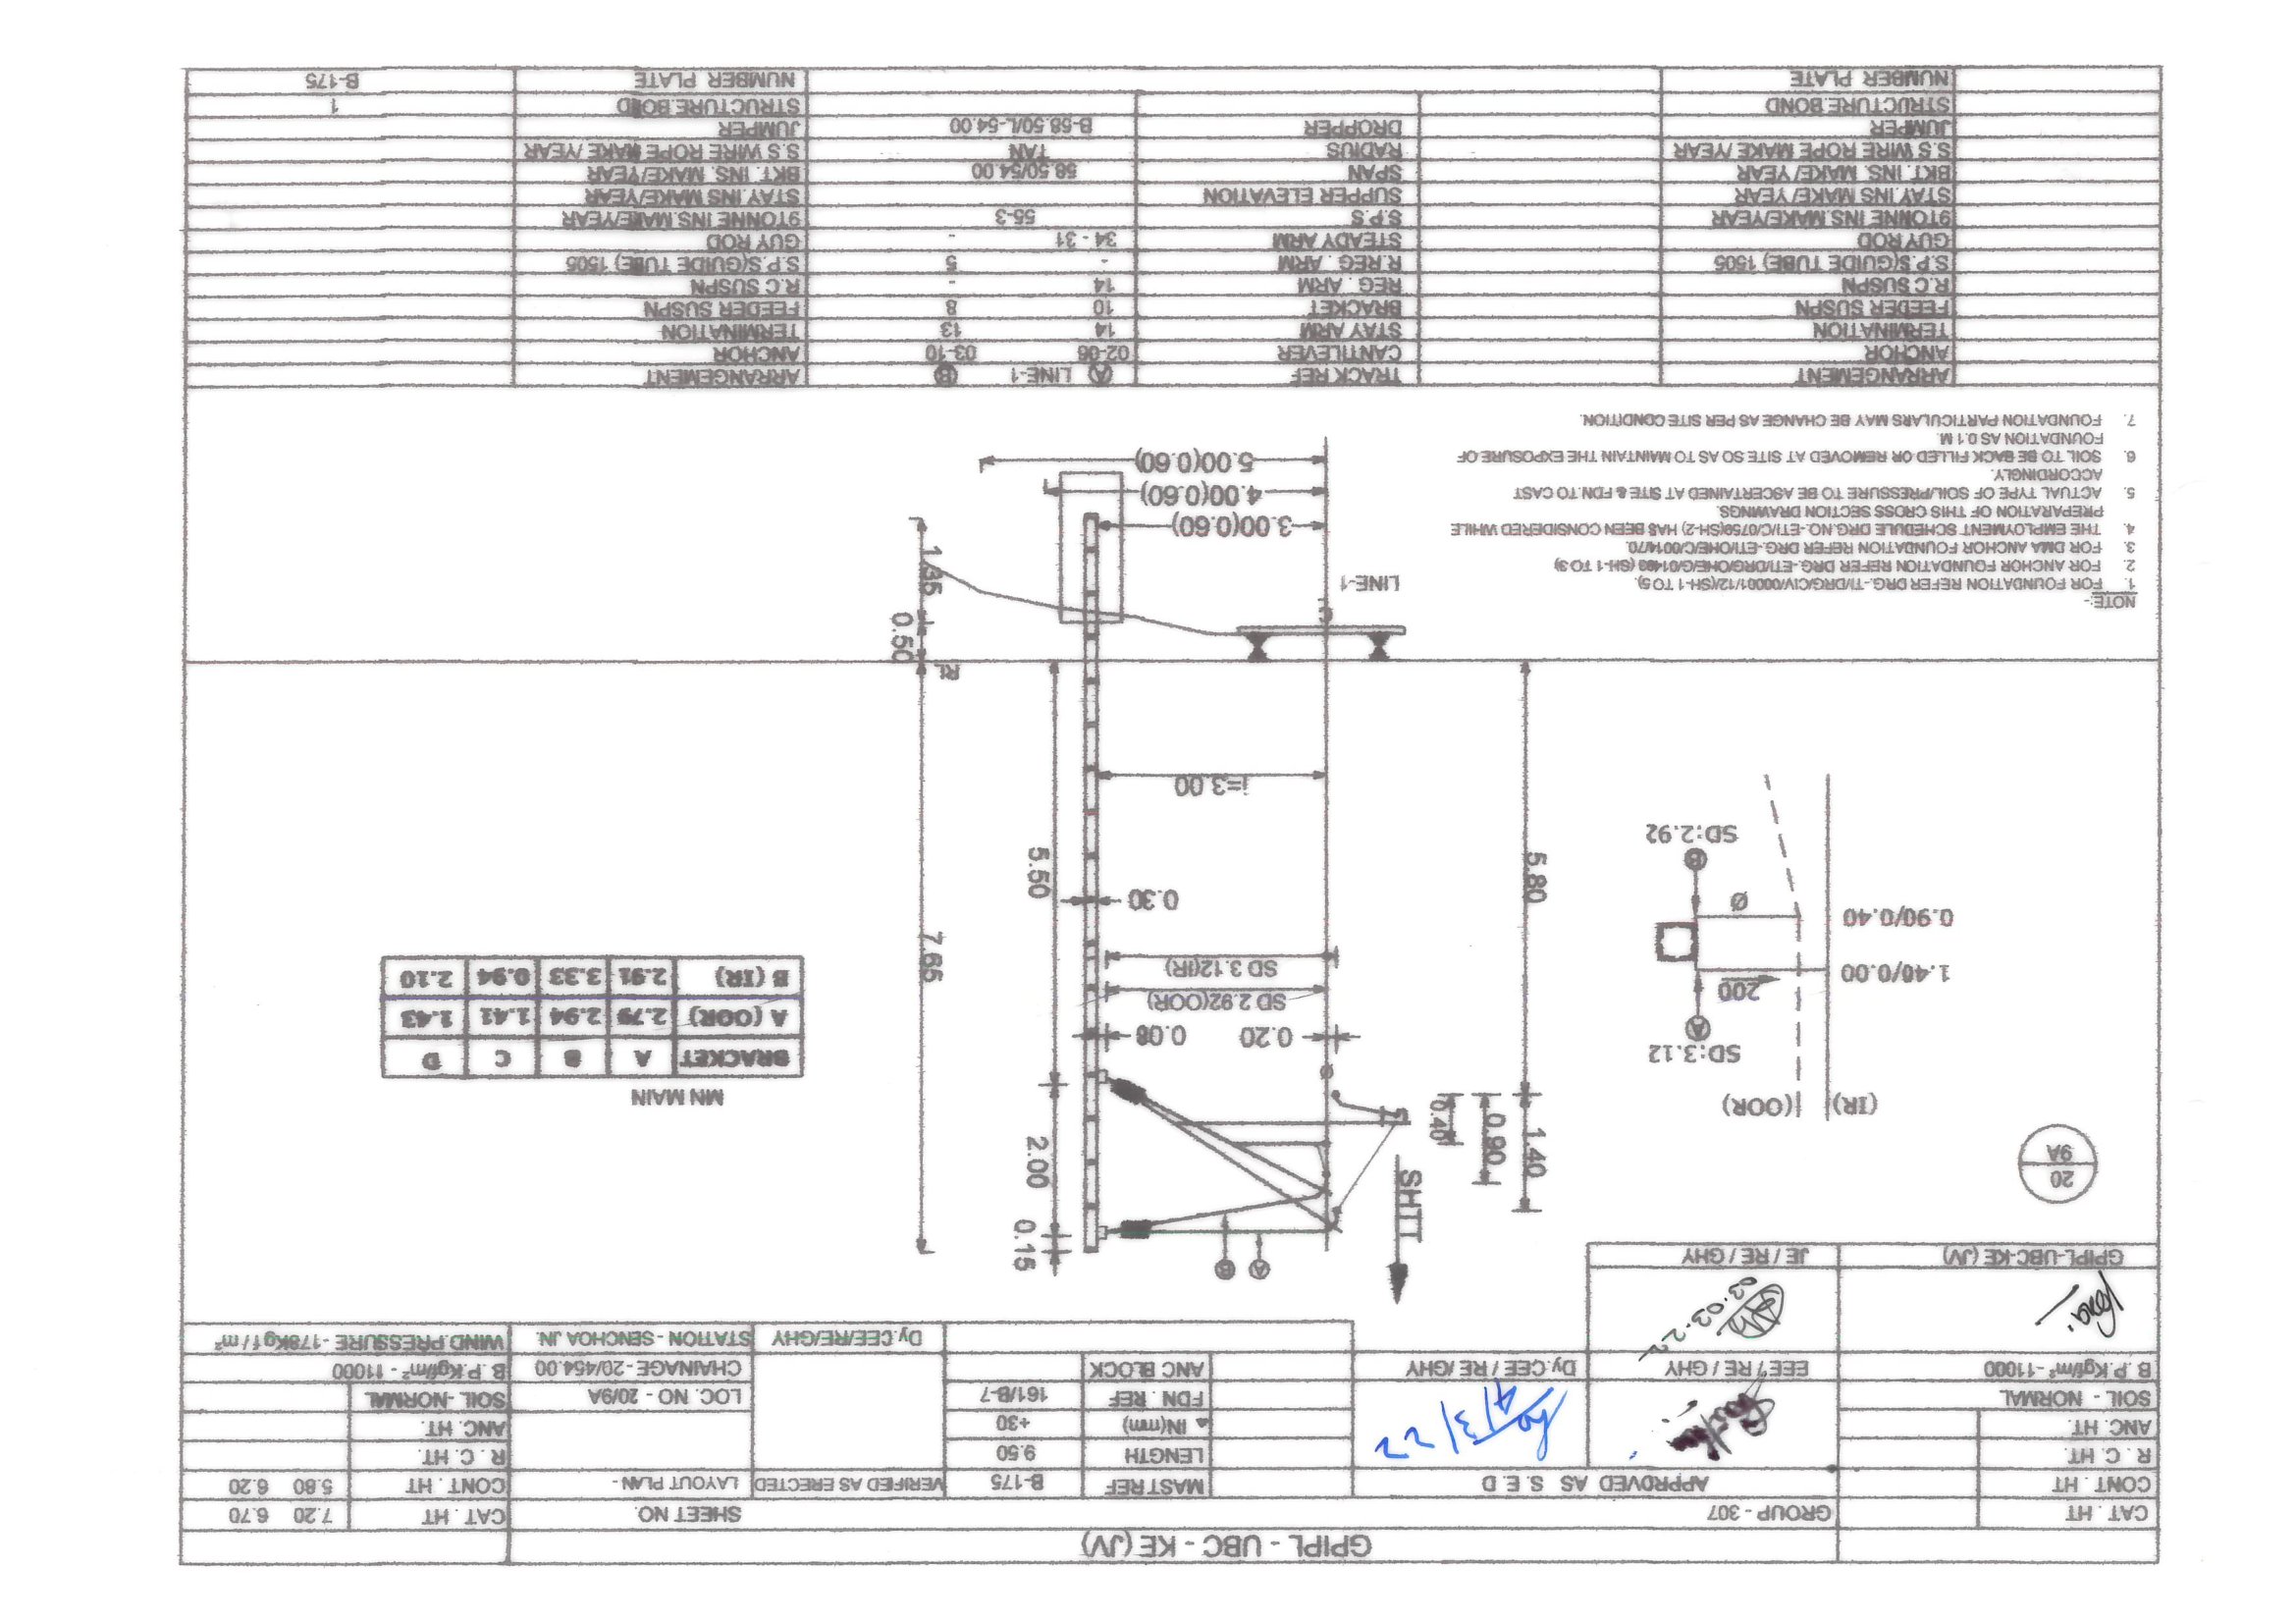 GPIPL - UBC - KE (JV)
CAT . HT
GROUP - 307
SHEET NO.
CAT . HT 7.20 6.70
CONT . HT
APPROVED AS S. E. D
MAST REF B-175
VERIFIED AS ERECTED
LAYOUT PLAN -
CONT . HT 5.80 6.20
R . C. HT.
LENGTH 9.50
R . C. HT.
ANC. HT.
4/3/22
▵ IN(mm) +30
ANC. HT.
SOIL - NORMAL
FDN . REF 161/B-7
LOC. NO - 20/9A
SOIL -NORMAL
B .P.Kgf/m² -11000
EEE / RE / GHY
Dy.CEE / RE /GHY
ANC BLOCK
CHAINAGE -20/454.00
B .P.Kgf/m² - 11000
03.03.22
Dy.CEE/RE/GHY
STATION - SENCHOA JN.
WIND.PRESSURE -178Kg f / m²
GPIPL-UBC-KE (JV)
JE / RE / GHY
20
9A
(IR) (OOR)
SD:3.12
A
200
1.40/0.00
0.90/0.40
Ø
B
SD:2.92
SHTT
A B
0.15
1.40
0.90
0.40
2.00
Ø
0.20 0.08
SD 2.92(OOR)
SD 3.12(IR)
7.65
0.30
5.80
5.50
i=3.00
RL
0.50
1.35
LINE-1
3.00(0.60)
4.00(0.60)
5.00(0.60)
MN MAIN
BRACKET A B C D
A (OOR) 2.79 2.94 1.41 1.43
B (IR) 2.91 3.33 0.94 2.10
NOTE:-
1. FOR FOUNDATION REFER DRG.-TI/DRG/CIV/00001/12/(SH-1 TO 5).
2. FOR ANCHOR FOUNDATION REFER DRG.-ETI/DRG/OHE/G/01403 (SH-1 TO 3)
3. FOR DMA ANCHOR FOUNDATION REFER DRG.-ETI/OHE/C/0014/70.
4. THE EMPLOYMENT SCHEDULE DRG.NO.-ETI/C/0759(SH-2) HAS BEEN CONSIDERED WHILE
PREPARATION OF THIS CROSS SECTION DRAWINGS.
5. ACTUAL TYPE OF SOIL/PRESSURE TO BE ASCERTAINED AT SITE & FDN.TO CAST
ACCORDINGLY.
6. SOIL TO BE BACK FILLED OR REMOVED AT SITE SO AS TO MAINTAIN THE EXPOSURE OF
FOUNDATION AS 0.1 M.
7. FOUNDATION PARTICULARS MAY BE CHANGE AS PER SITE CONDITION.
ARRANGEMENT TRACK REF A LINE-1 B ARRANGEMENT
ANCHOR CANTILEVER 02-06 03-10 ANCHOR
TERMINATION STAY ARM 14 13 TERMINATION
FEEDER SUSPN BRACKET 10 8 FEEDER SUSPN
R.C SUSPN REG . ARM 14 - R.C SUSPN
S.P.S(GUIDE TUBE) 1505 R.REG . ARM - 5 S.P.S(GUIDE TUBE) 1505
GUY ROD STEADY ARM 34 - 31 - GUY ROD
9TONNE INS.MAKE/YEAR S.P.S 55-3 9TONNE INS.MAKE/YEAR
STAY.INS MAKE/ YEAR SUPPER ELEVATION STAY.INS MAKE/ YEAR
BKT. INS. MAKE/ YEAR SPAN 58.50/54.00 BKT. INS. MAKE/ YEAR
S.S WIRE ROPE MAKE /YEAR RADIUS TAN S.S WIRE ROPE MAKE /YEAR
JUMPER DROPPER B-58.50/L-54.00 JUMPER
STRUCTURE.BOND STRUCTURE.BOND 1
NUMBER PLATE NUMBER PLATE B-175